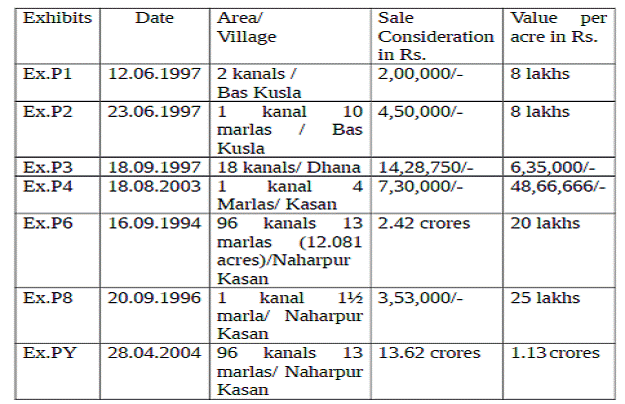 Exhibits Date Area/ Sale Value per
Village Consideration acre in Rs.
in Rs.
Ex.P1 12.06.1997 2 kanals / 2,00,000/- 8 lakhs
Bas Kusla
Ex.P2 23.06.1997 1 kanal 10 4,50,000/- 8 lakhs
marlas / Bas
Kusla
Ex.P3 18.09.1997 18 kanals/ Dhana 14,28,750/- 6,35,000/-
Ex.P4 18.08.2003 1 kanal 4 7,30,000/- 48,66,666/-
Marlas/ Kasan
Ex.P6 16.09.1994 96 kanals 13 2.42 crores 20 lakhs
marlas (12.081
acres)/Naharpur
Kasan
Ex.P8 20.09.1996 1 kanal 1½ 3,53,000/- 25 lakhs
marla/ Naharpur
Kasan
Ex.PY 28.04.2004 96 kanals 13 13.62 crores 1.13 crores
marlas/ Naharpur
Kasan